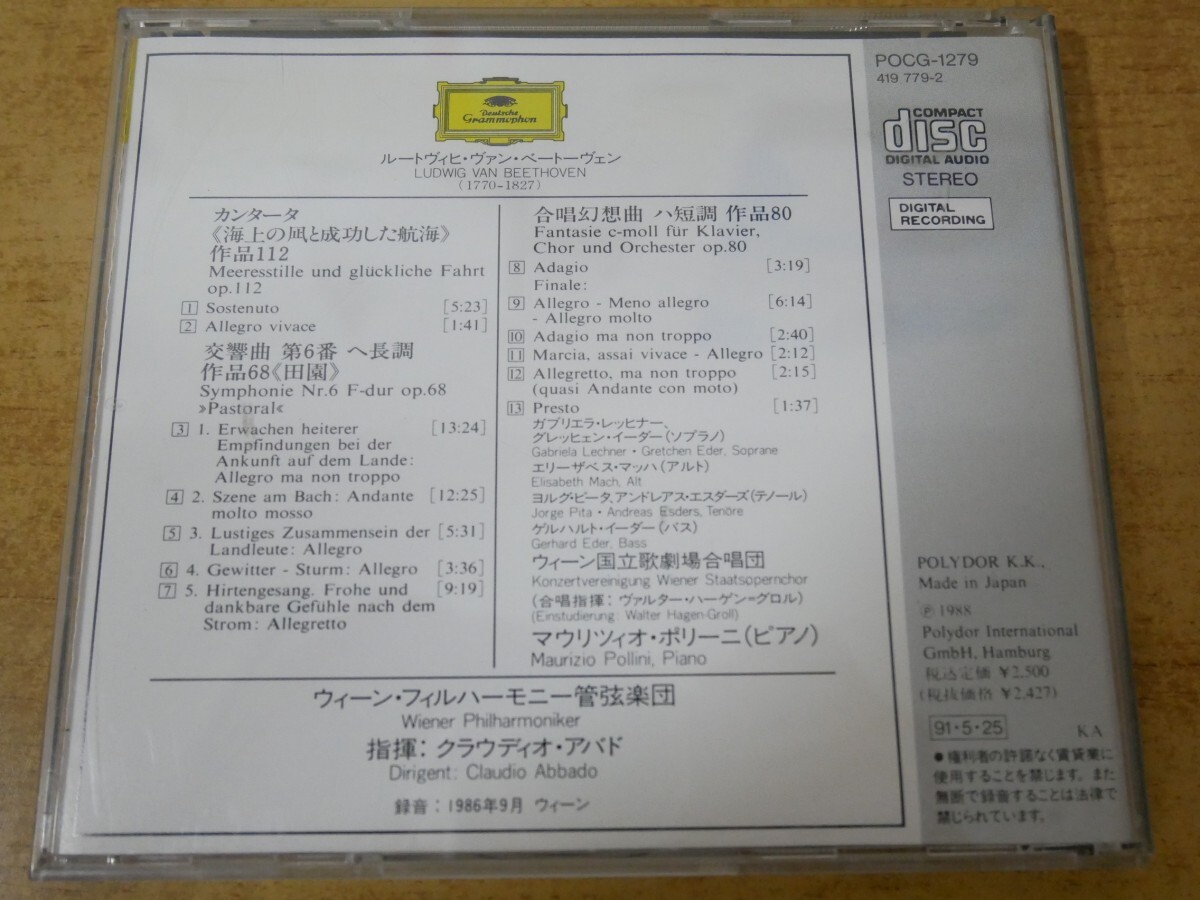 Deutsche
Grammophon
ルートヴィヒ・ヴァン・ベートーヴェン
LUDWIG VAN BEETHOVEN
(1770-1827)
カンタータ
《海上の凪と成功した航海》
作品112
Meeresstille und glückliche Fahrt
op.112
1 Sostenuto [5:23]
2 Allegro vivace [1:41]
交響曲 第6番 ヘ長調
作品68《田園》
Symphonie Nr.6 F-dur op.68
»Pastoral«
3 1. Erwachen heiterer [13:24]
Empfindungen bei der
Ankunft auf dem Lande:
Allegro ma non troppo
4 2. Szene am Bach: Andante [12:25]
molto mosso
5 3. Lustiges Zusammensein der [5:31]
Landleute: Allegro
6 4. Gewitter - Sturm: Allegro [3:36]
7 5. Hirtengesang. Frohe und [9:19]
dankbare Gefühle nach dem
Strom: Allegretto
合唱幻想曲 ハ短調 作品80
Fantasie c-moll für Klavier,
Chor und Orchester op.80
8 Adagio [3:19]
Finale:
9 Allegro - Meno allegro [6:14]
- Allegro molto
10 Adagio ma non troppo [2:40]
11 Marcia, assai vivace - Allegro [2:12]
12 Allegretto, ma non troppo [2:15]
(quasi Andante con moto)
13 Presto [1:37]
ガブリエラ・レッヒナー、
グレッヒェン・イーダー(ソプラノ)
Gabriela Lechner・Gretchen Eder, Soprane
エリーザベス・マッハ(アルト)
Elisabeth Mach, Alt
ヨルグ・ピータ、アンドレアス・エスダーズ(テノール)
Jorge Pita・Andreas Esders, Tenöre
ゲルハルト・イーダー(バス)
Gerhard Eder, Bass
ウィーン国立歌劇場合唱団
Konzertvereinigung Wiener Staatsopernchor
(合唱指揮: ヴァルター・ハーゲン=グロル)
(Einstudierung: Walter Hagen-Groll)
マウリツィオ・ポリーニ(ピアノ)
Maurizio Pollini, Piano
ウィーン・フィルハーモニー管弦楽団
Wiener Philharmoniker
指揮: クラウディオ・アバド
Dirigent: Claudio Abbado
録音: 1986年9月 ウィーン
POCG-1279
419 779-2
COMPACT
disc
DIGITAL AUDIO
STEREO
DIGITAL
RECORDING
POLYDOR K.K.,
Made in Japan
℗ 1988
Polydor International
GmbH, Hamburg
税込定価 ¥2,500
(税抜価格 ¥2,427)
91・5・25 KA
●権利者の許諾なく賃貸業に
使用することを禁じます。また
無断で録音することは法律で
禁じられています。